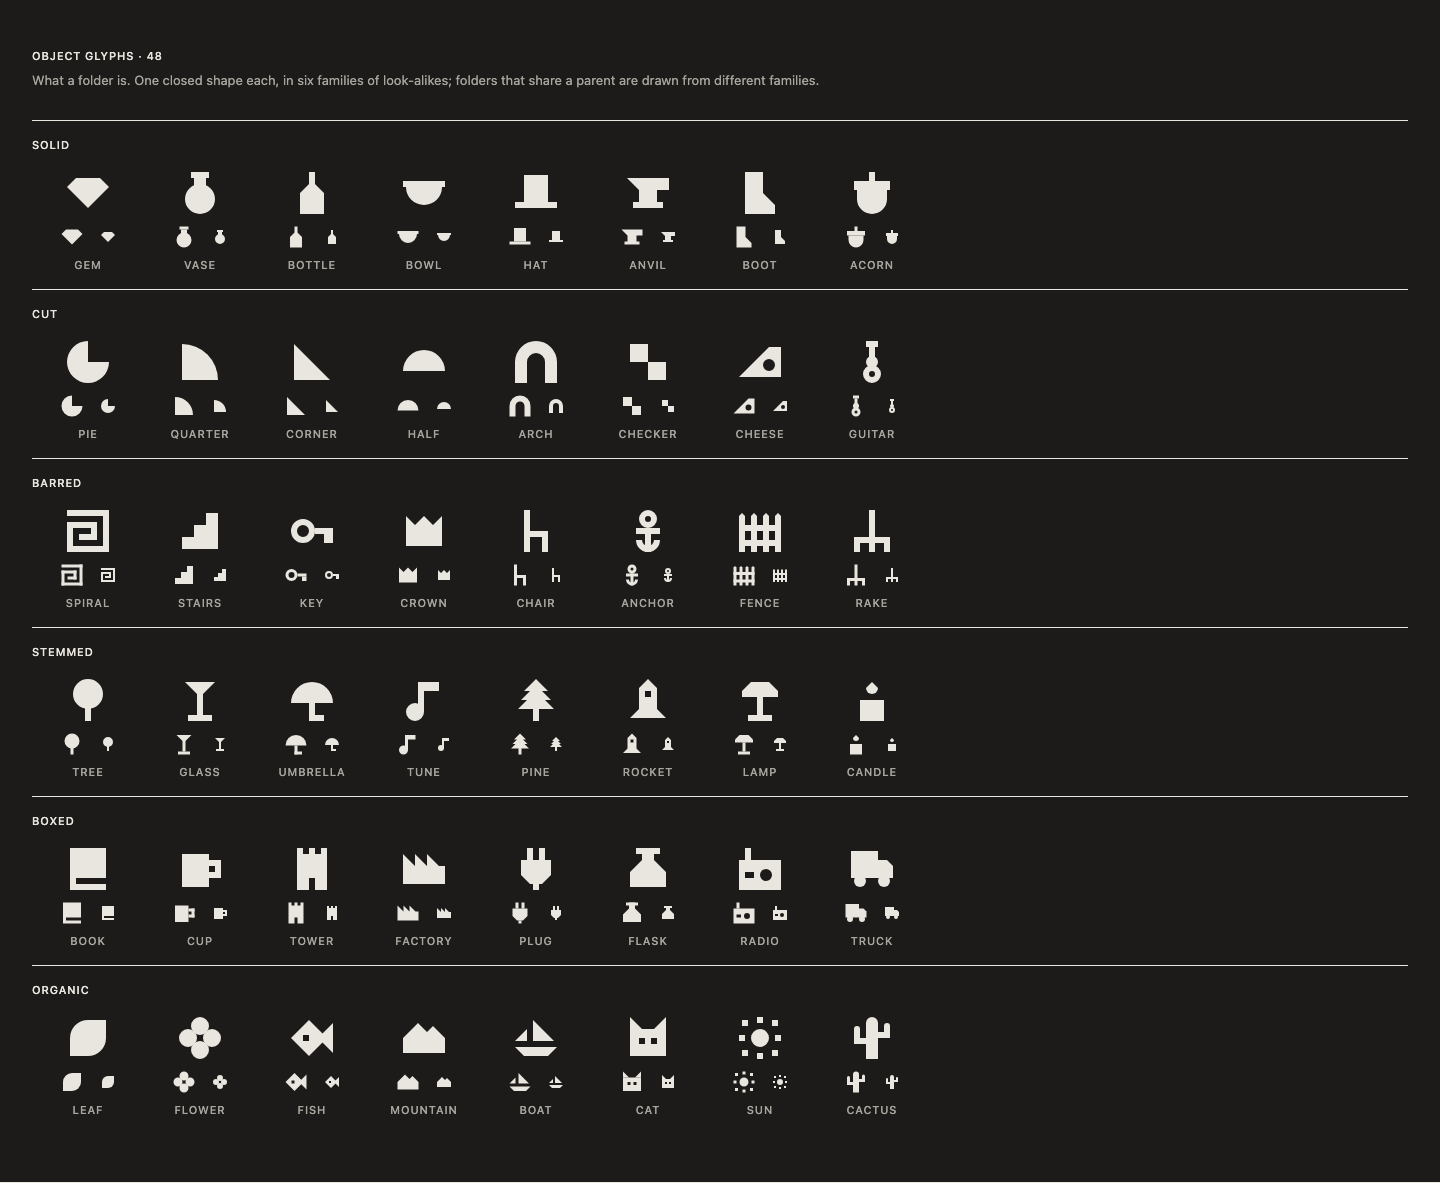 OBJECT GLYPHS · 48
What a folder is. One closed shape each, in six families of look-alikes; folders that share a parent are drawn from different families.
SOLID
GEM VASE BOTTLE BOWL HAT ANVIL BOOT ACORN
CUT
PIE QUARTER CORNER HALF ARCH CHECKER CHEESE GUITAR
BARRED
SPIRAL STAIRS KEY CROWN CHAIR ANCHOR FENCE RAKE
STEMMED
TREE GLASS UMBRELLA TUNE PINE ROCKET LAMP CANDLE
BOXED
BOOK CUP TOWER FACTORY PLUG FLASK RADIO TRUCK
ORGANIC
LEAF FLOWER FISH MOUNTAIN BOAT CAT SUN CACTUS